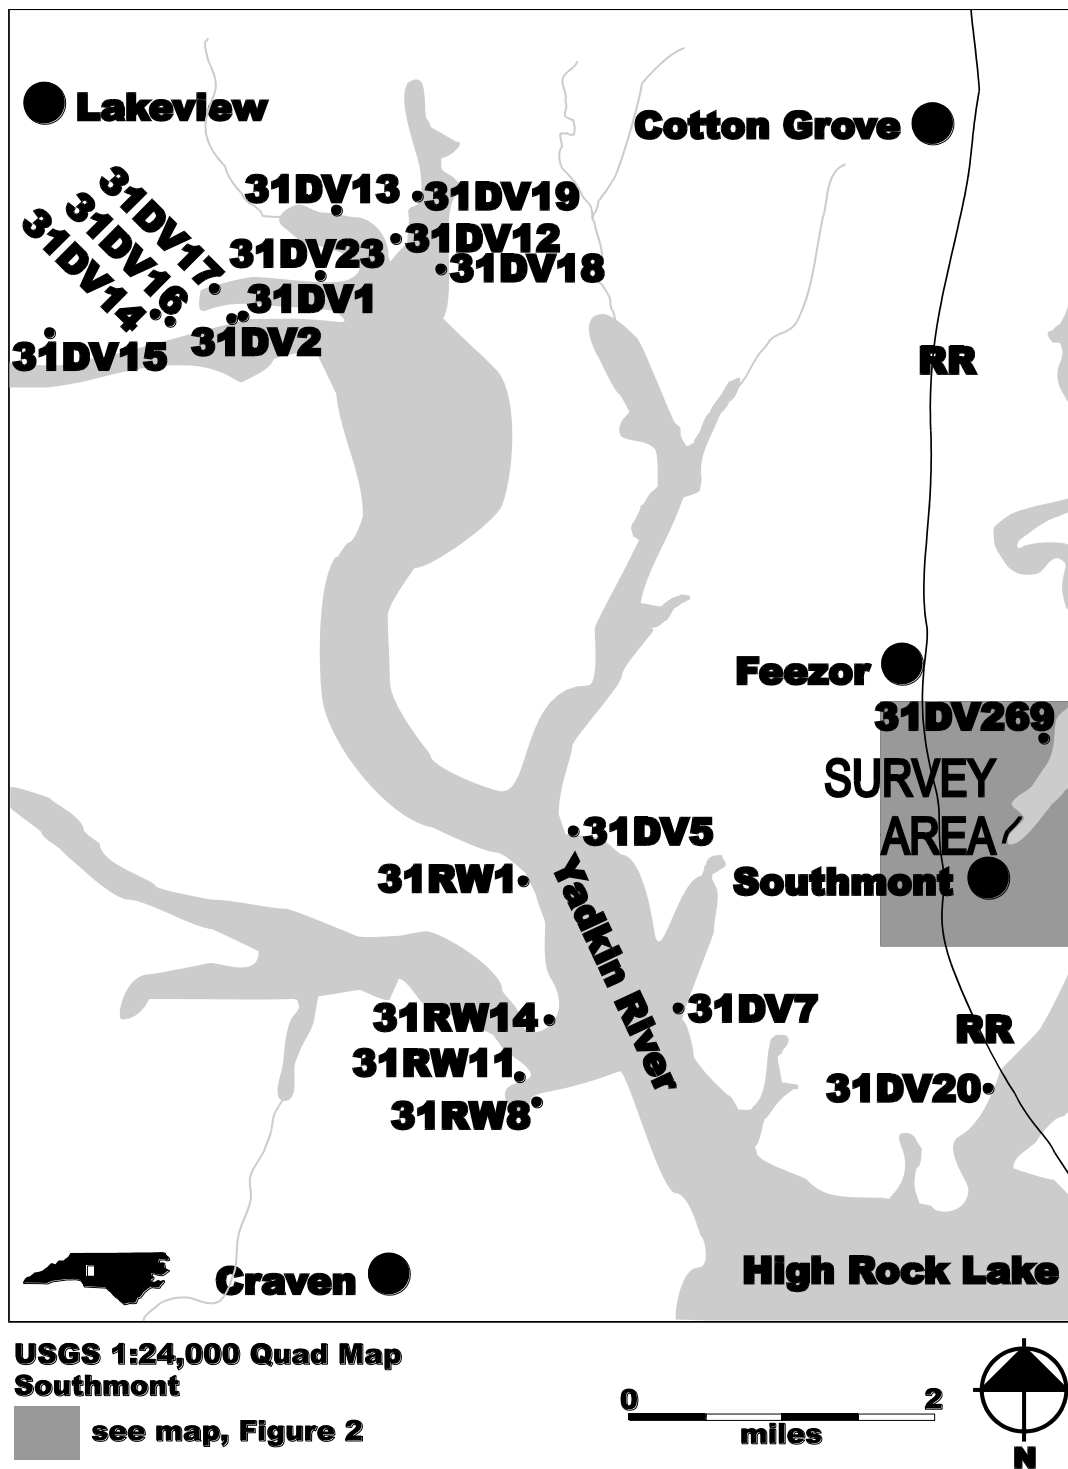 Lakeview
Cotton Grove
31DV17
31DV16
31DV14
31DV13
31DV19
31DV12
31DV23
31DV18
31DV1
31DV2
31DV15
RR
Feezor
31DV269
SURVEY
AREA
31DV5
31RW1
Southmont
Yadkin River
31RW14
31DV7
RR
31RW11
31DV20
31RW8
High Rock Lake
Craven
USGS 1:24,000 Quad Map
Southmont
see map, Figure 2
0 2
miles
N